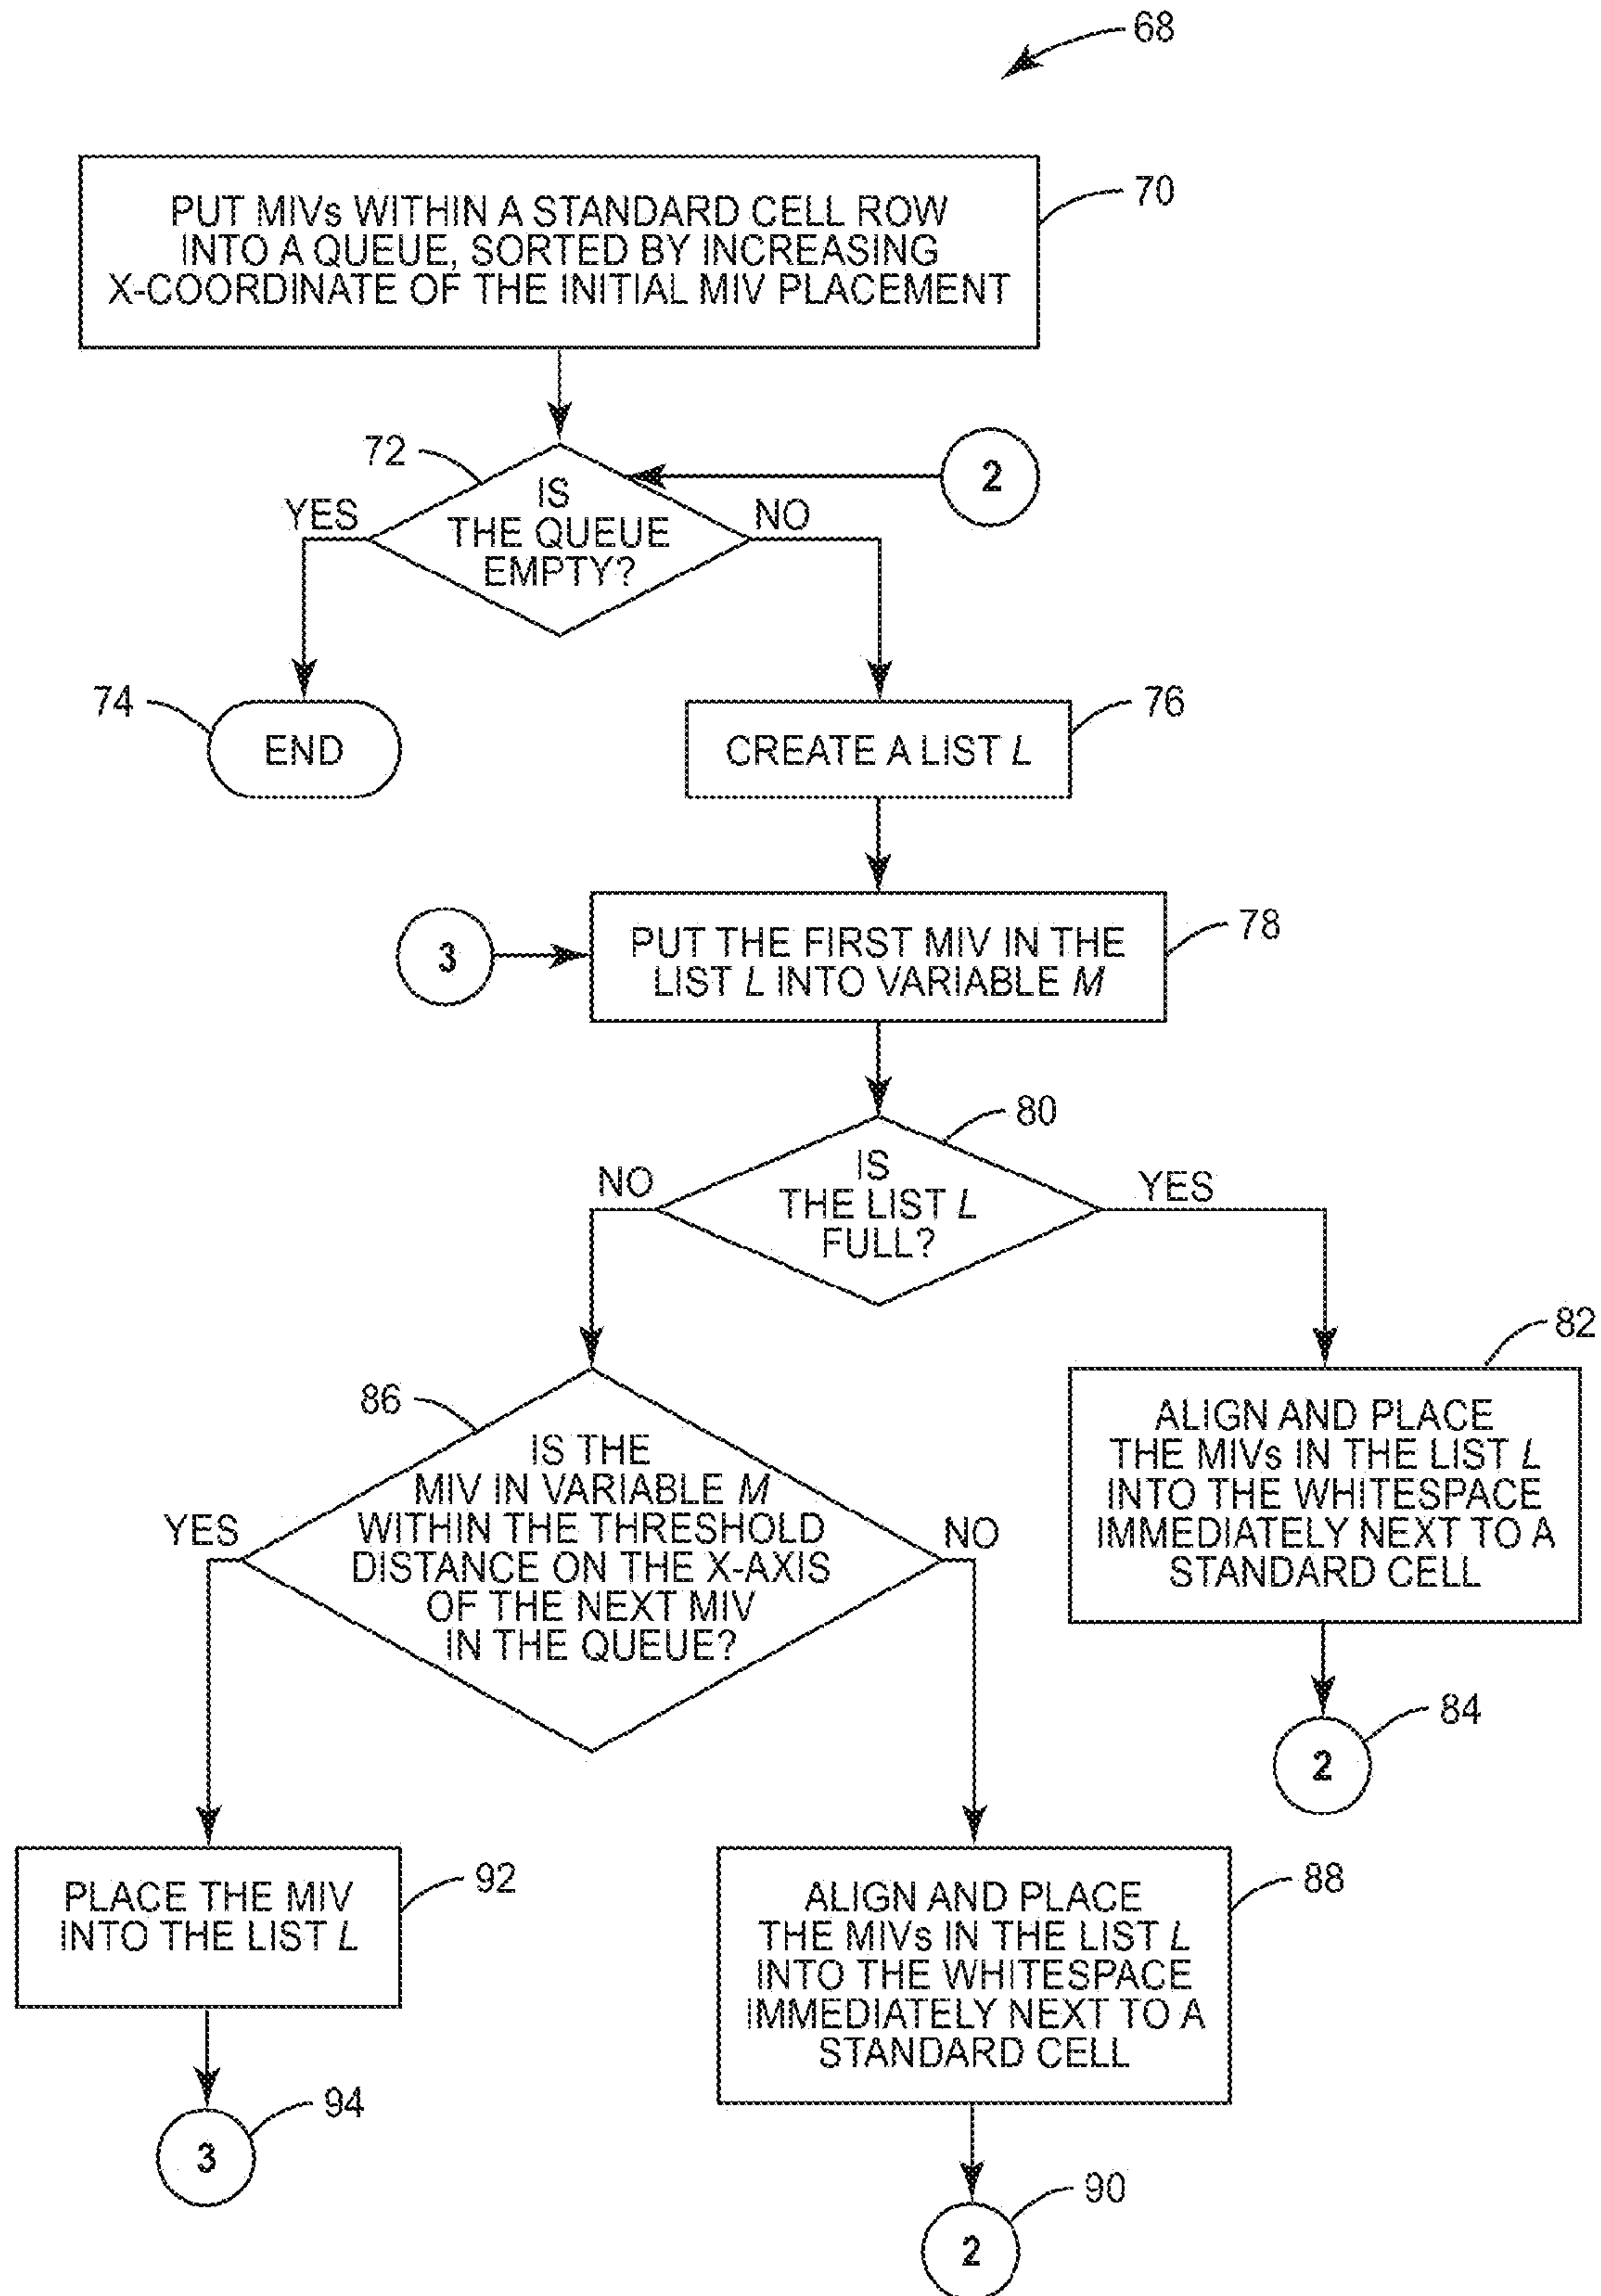 68
PUT MIVs WITHIN A STANDARD CELL ROW
INTO A QUEUE, SORTED BY INCREASING
X-COORDINATE OF THE INITIAL MIV PLACEMENT
70
72
2
IS
THE QUEUE
EMPTY?
YES
NO
74
END
76
CREATE A LIST L
3
PUT THE FIRST MIV IN THE
LIST L INTO VARIABLE M
78
80
IS
THE LIST L
FULL?
NO
YES
82
ALIGN AND PLACE
THE MIVs IN THE LIST L
INTO THE WHITESPACE
IMMEDIATELY NEXT TO A
STANDARD CELL
84
2
86
IS THE
MIV IN VARIABLE M
WITHIN THE THRESHOLD
DISTANCE ON THE X-AXIS
OF THE NEXT MIV
IN THE QUEUE?
YES
NO
PLACE THE MIV
INTO THE LIST L
92
94
3
ALIGN AND PLACE
THE MIVs IN THE LIST L
INTO THE WHITESPACE
IMMEDIATELY NEXT TO A
STANDARD CELL
88
90
2